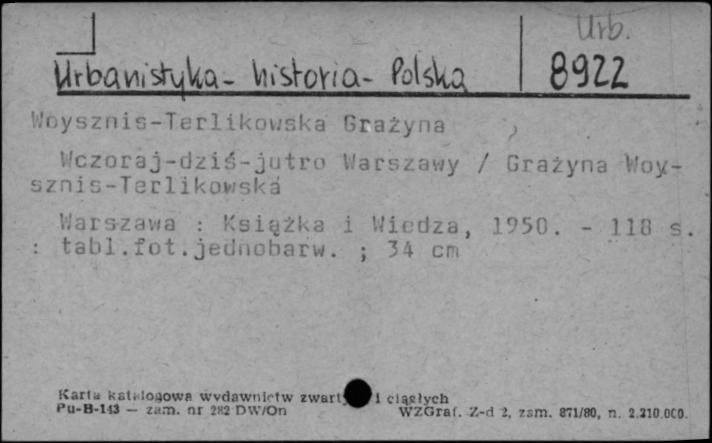 Urb.
Urbanistyka - historia - Polska
8922
Woysznis-Terlikowska Grażyna
Wczoraj-dziś-jutro Warszawy / Grażyna Woy-
sznis-Terlikowska
Warszawa : Książka i Wiedza, 1950. - 118 s.
: tabl.fot.jednobarw. ; 34 cm
Karta katalogowa wydawnictw zwart i ciągłych
Pu-B-143 — zam. nr 282 DW/On WZGraf. Z-d 2, zam. 871/80, n. 2.310.000.